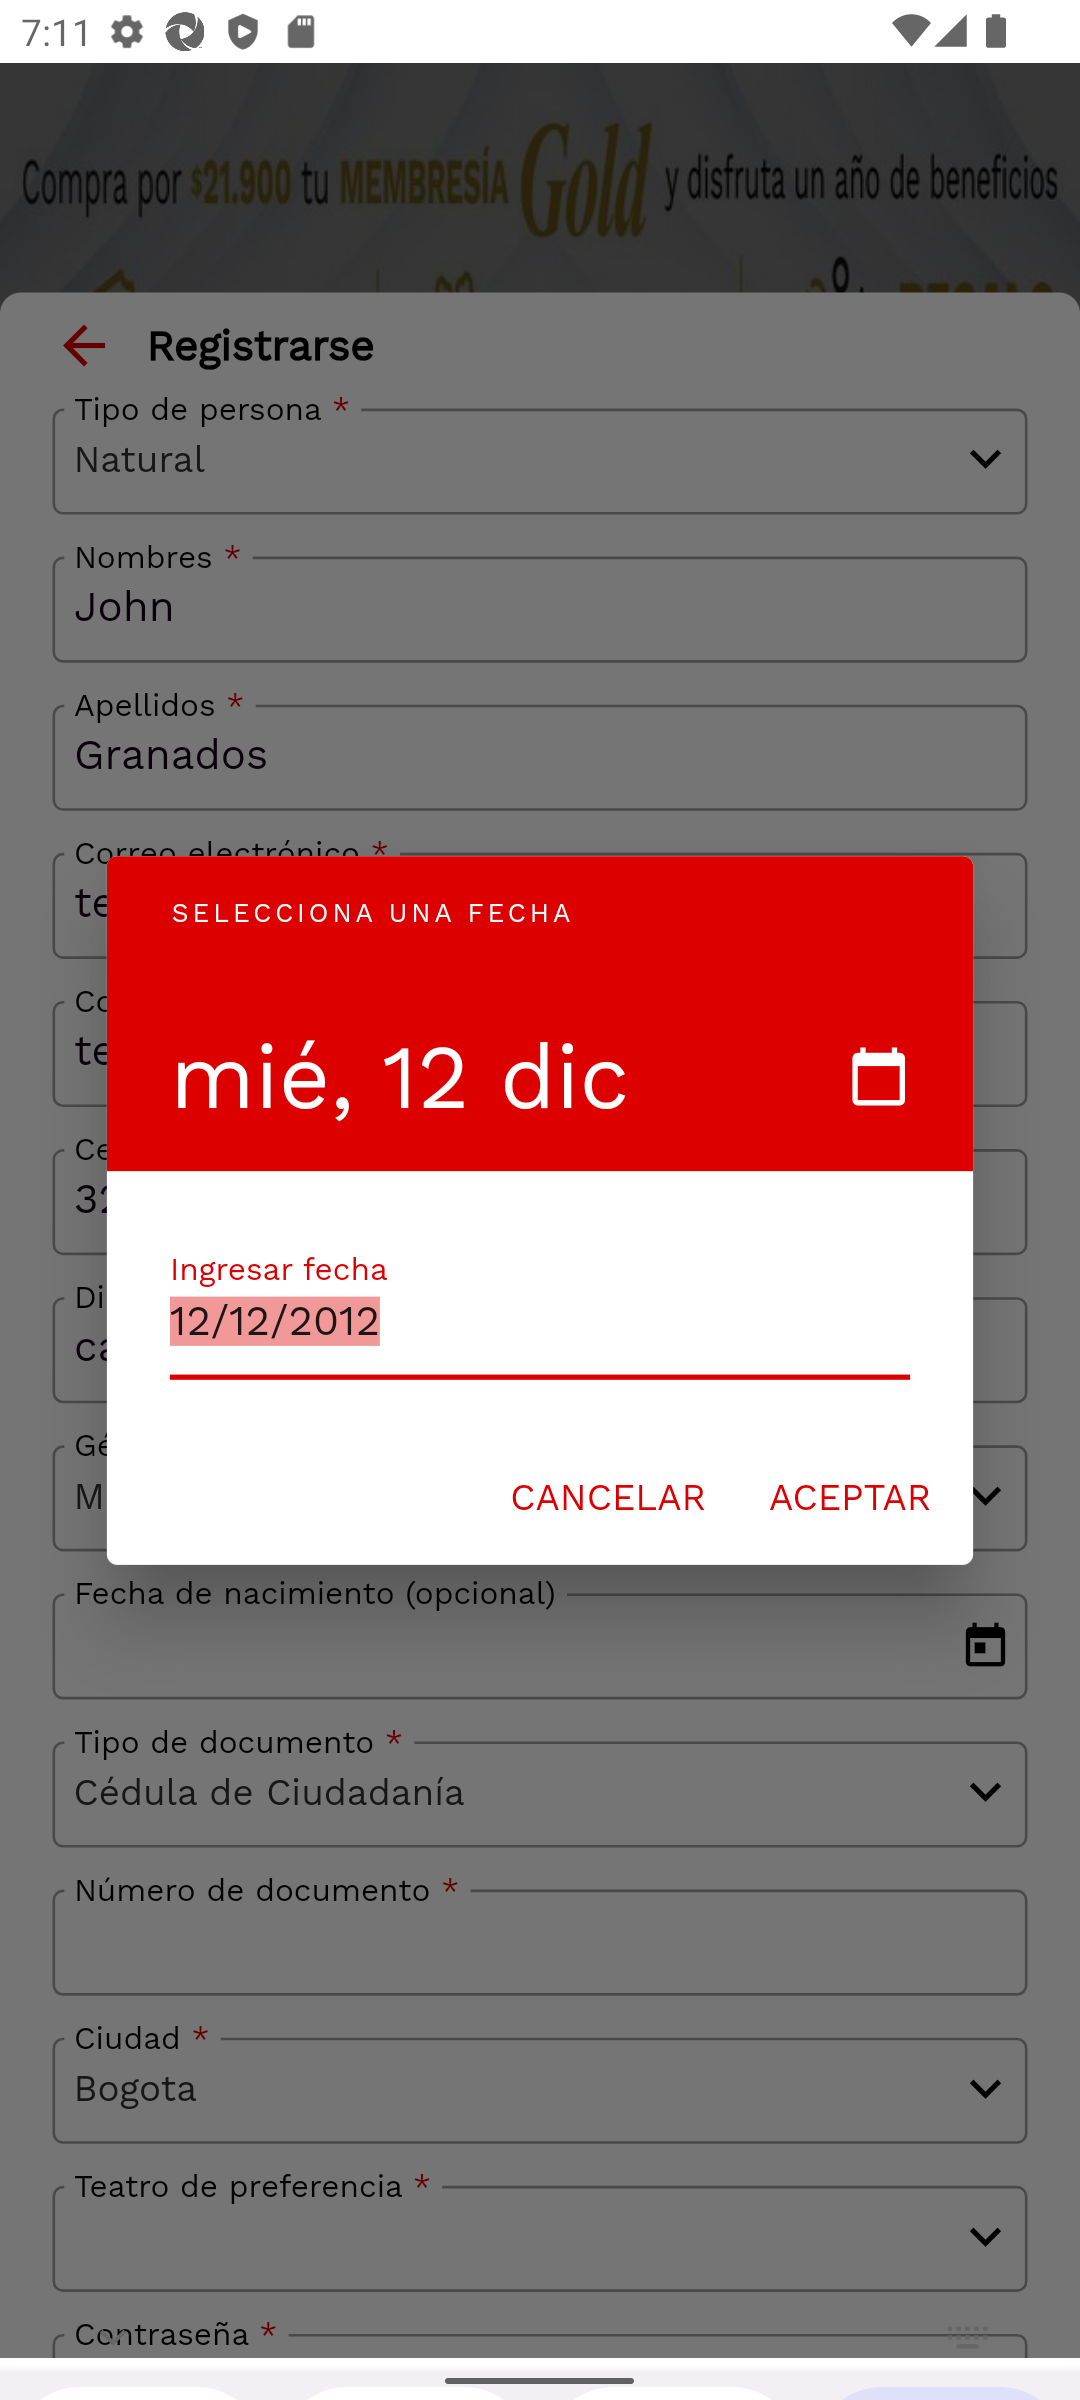 7:11
Compra por $21.900 tu MEMBRESÍA Gold y disfruta un año de beneficios
Registrarse
Tipo de persona *
Natural
Nombres *
John
Apellidos *
Granados
Correo electrónico *
te
Co
te
SELECCIONA UNA FECHA
mié, 12 dic
Ce
32
Ingresar fecha
12/12/2012
Di
ca
Gé
M
CANCELAR ACEPTAR
Fecha de nacimiento (opcional)
Tipo de documento *
Cédula de Ciudadanía
Número de documento *
Ciudad *
Bogota
Teatro de preferencia *
Contraseña *